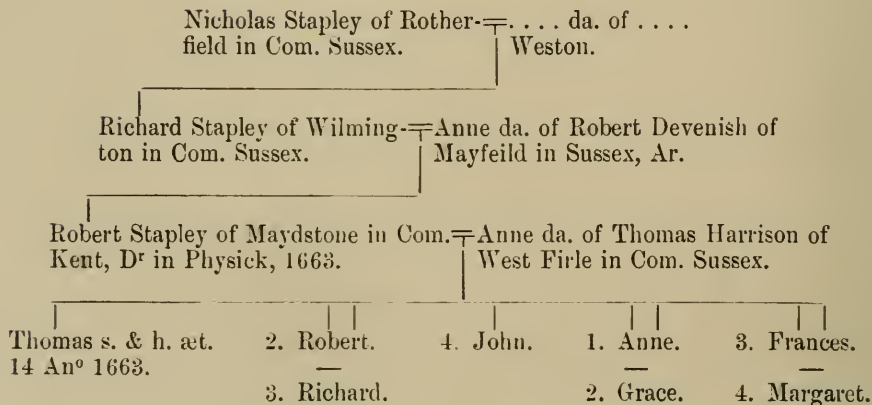 Nicholas Stapley of Rother-=. . . . da. of . . . .
field in Com. Sussex. Weston.
Richard Stapley of Wilming-=Anne da. of Robert Devenish of
ton in Com. Sussex. Mayfeild in Sussex, Ar.
Robert Stapley of Maydstone in Com.=Anne da. of Thomas Harrison of
Kent, Dʳ in Physick, 1663. West Firle in Com. Sussex.
Thomas s. & h. æt. 2. Robert. 4. John. 1. Anne. 3. Frances.
14 Anº 1663. — — —
3. Richard. 2. Grace. 4. Margaret.